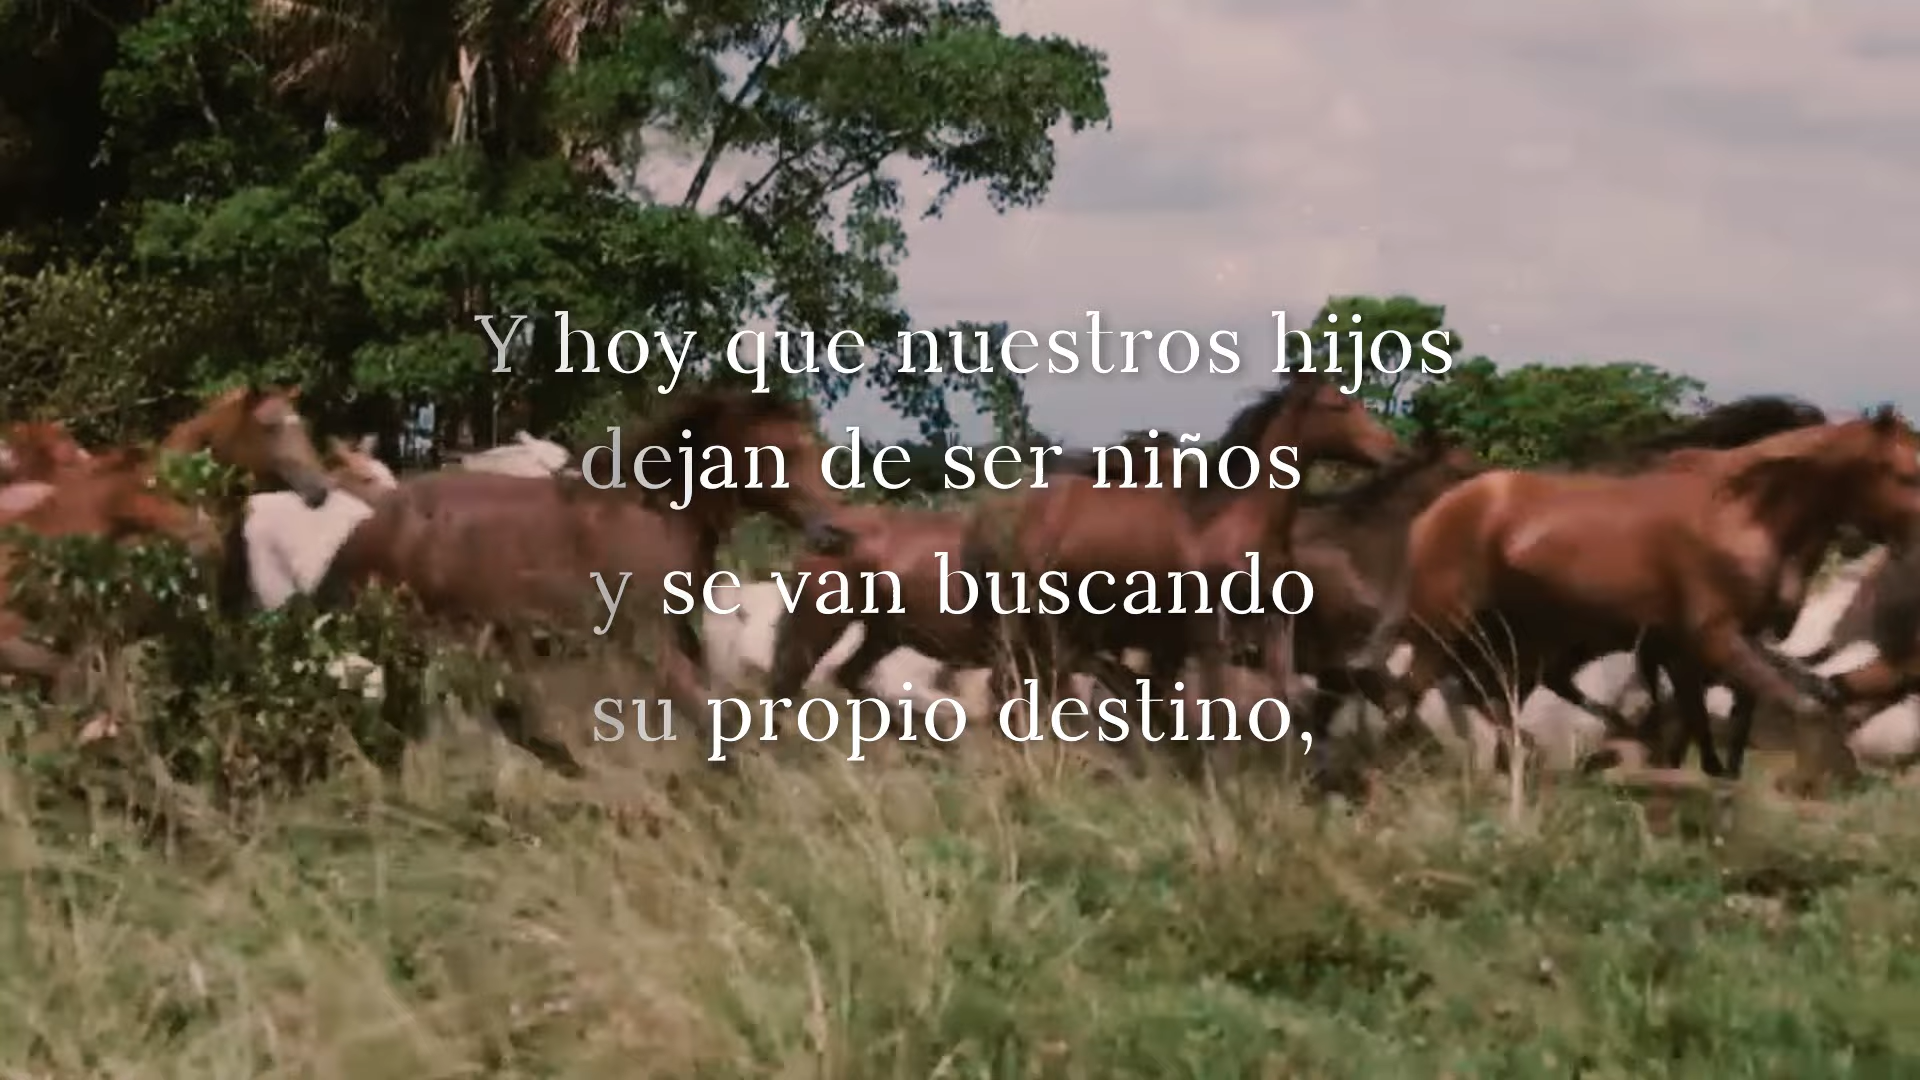 Y hoy que nuestros hijos
dejan de ser niños
y se van buscando
su propio destino,